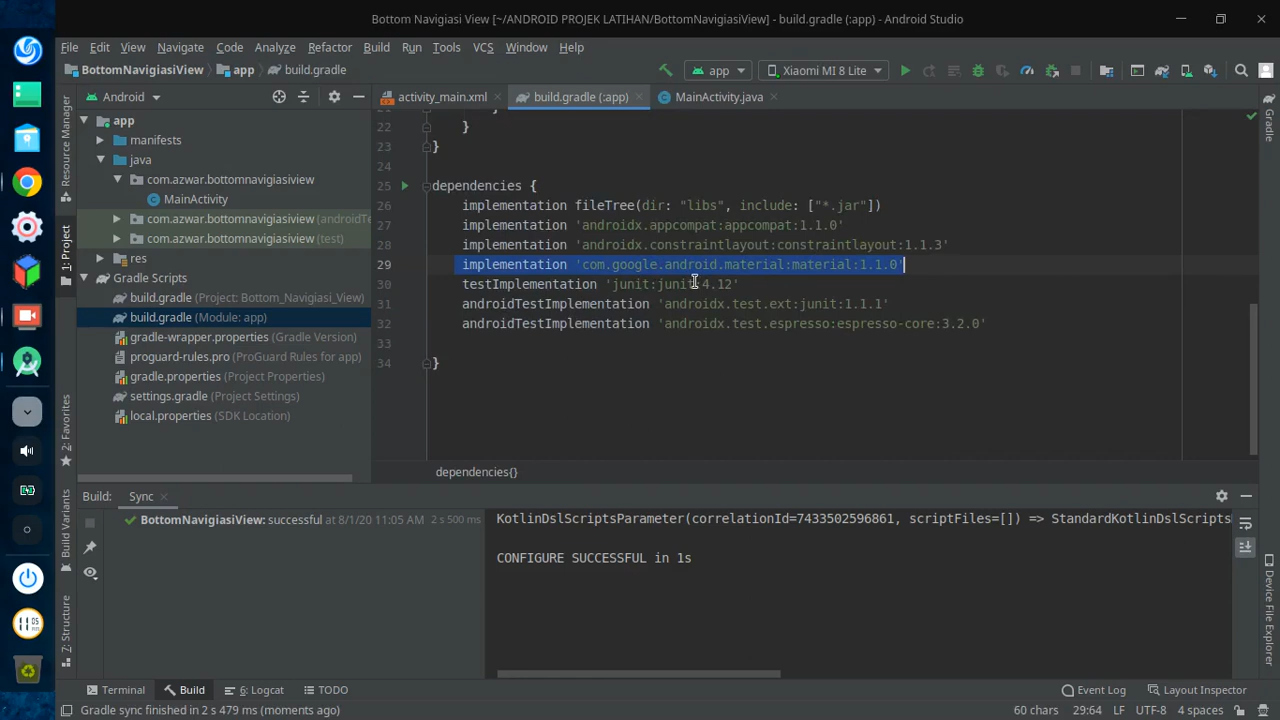 Bottom Navigiasi View [~/ANDROID PROJEK LATIHAN/BottomNavigiasiView] - build.gradle (:app) - Android Studio
File Edit View Navigate Code Analyze Refactor Build Run Tools VCS Window Help
BottomNavigiasiView app build.gradle
app
Xiaomi MI 8 Lite
Android
activity_main.xml
build.gradle (:app)
MainActivity.java
Resource Manager
1: Project
2: Favorites
Build Variants
7: Structure
app
manifests
java
com.azwar.bottomnavigiasiview
MainActivity
com.azwar.bottomnavigiasiview (androidTe
com.azwar.bottomnavigiasiview (test)
res
Gradle Scripts
build.gradle (Project: Bottom_Navigiasi_View)
build.gradle (Module: app)
gradle-wrapper.properties (Gradle Version)
proguard-rules.pro (ProGuard Rules for app)
gradle.properties (Project Properties)
settings.gradle (Project Settings)
local.properties (SDK Location)
21 }
22 }
23 }
24
25 dependencies {
26 implementation fileTree(dir: "libs", include: ["*.jar"])
27 implementation 'androidx.appcompat:appcompat:1.1.0'
28 implementation 'androidx.constraintlayout:constraintlayout:1.1.3'
29 implementation 'com.google.android.material:material:1.1.0'
30 testImplementation 'junit:junit:4.12'
31 androidTestImplementation 'androidx.test.ext:junit:1.1.1'
32 androidTestImplementation 'androidx.test.espresso:espresso-core:3.2.0'
33
34 }
dependencies{}
Gradle
Device File Explorer
Build: Sync
BottomNavigiasiView: successful at 8/1/20 11:05 AM 2 s 500 ms
KotlinDslScriptsParameter(correlationId=7433502596861, scriptFiles=[]) => StandardKotlinDslScripts
CONFIGURE SUCCESSFUL in 1s
Terminal Build 6: Logcat TODO Event Log Layout Inspector
Gradle sync finished in 2 s 479 ms (moments ago) 60 chars 29:64 LF UTF-8 4 spaces